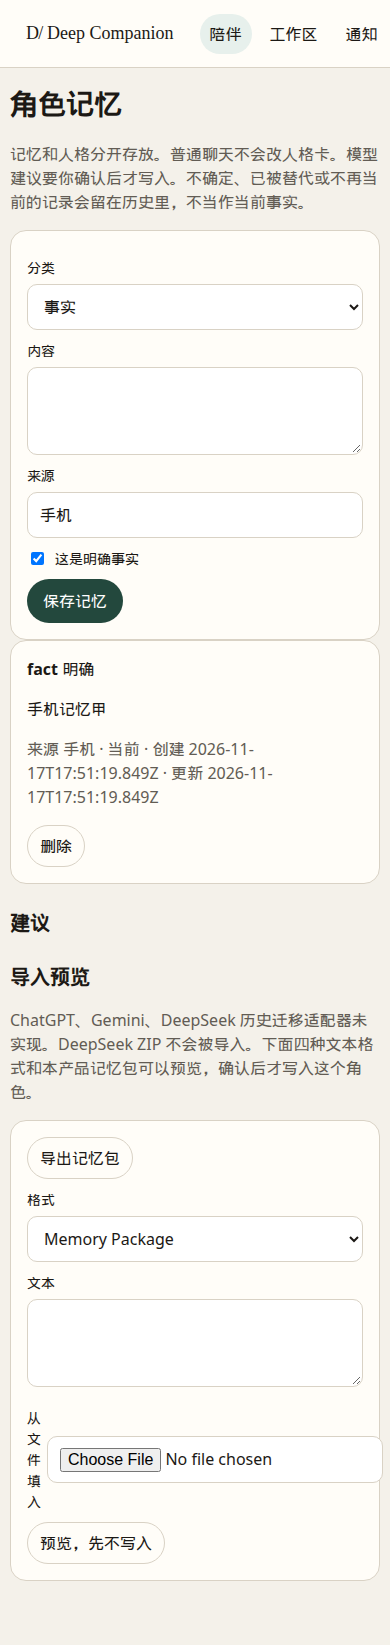 D/ Deep Companion 陪伴 工作区 通知
角色记忆
记忆和人格分开存放。普通聊天不会改人格卡。模型
建议要你确认后才写入。不确定、已被替代或不再当
前的记录会留在历史里，不当作当前事实。
分类
事实
内容
来源
手机
这是明确事实
保存记忆
fact 明确
手机记忆甲
来源 手机 · 当前 · 创建 2026-11-
17T17:51:19.849Z · 更新 2026-11-
17T17:51:19.849Z
删除
建议
导入预览
ChatGPT、Gemini、DeepSeek 历史迁移适配器未
实现。DeepSeek ZIP 不会被导入。下面四种文本格
式和本产品记忆包可以预览，确认后才写入这个角
色。
导出记忆包
格式
Memory Package
文本
从
文
件
填
入
Choose File No file chosen
预览，先不写入